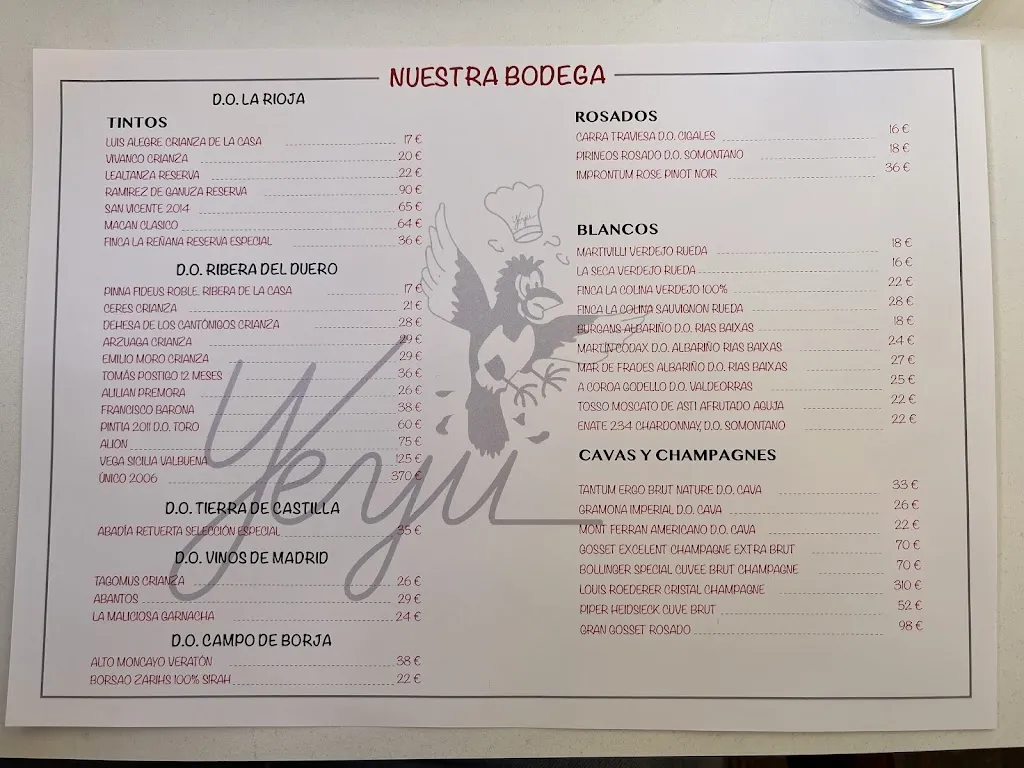 NUESTRA BODEGA
D.O. LA RIOJA
TINTOS
LUIS ALEGRE CRIANZA DE LA CASA 17 €
VIVANCO CRIANZA 20 €
LEALTANZA RESERVA 22 €
RAMIREZ DE GANUZA RESERVA 90 €
SAN VICENTE 2014 65 €
MACAN CLASICO 64 €
FINCA LA REÑANA RESERVA ESPECIAL 36 €
D.O. RIBERA DEL DUERO
PINNA FIDEUS ROBLE. RIBERA DE LA CASA 17 €
CERES CRIANZA 21 €
DEHESA DE LOS CANTÓNIGOS CRIANZA 28 €
ARZUAGA CRIANZA 29 €
EMILIO MORO CRIANZA 29 €
TOMÁS POSTIGO 12 MESES 36 €
ALILIAN PREMORA 26 €
FRANCISCO BARONA 38 €
PINTIA 2011 D.O. TORO 60 €
ALION 75 €
VEGA SICILIA VALBUENA 125 €
ÚNICO 2006 370 €
D.O. TIERRA DE CASTILLA
ABADÍA RETUERTA SELECCIÓN ESPECIAL 35 €
D.O. VINOS DE MADRID
TAGOMUS CRIANZA 26 €
ABANTOS 29 €
LA MALICIOSA GARNACHA 24 €
D.O. CAMPO DE BORJA
ALTO MONCAYO VERATÓN 38 €
BORSAO ZARIHS 100% SIRAH 22 €
ROSADOS
CARRA TRAVIESA D.O. CIGALES 16 €
PIRINEOS ROSADO D.O. SOMONTANO 18 €
IMPRONTUM ROSE PINOT NOIR 36 €
BLANCOS
MARTIVILLI VERDEJO RUEDA 18 €
LA SECA VERDEJO RUEDA 16 €
FINCA LA COLINA VERDEJO 100% 22 €
FINCA LA COLINA SAUVIGNON RUEDA 28 €
BURGANS ALBARIÑO D.O. RIAS BAIXAS 18 €
MARTÍN CODAX D.O. ALBARIÑO RIAS BAIXAS 24 €
MAR DE FRADES ALBARIÑO D.O. RIAS BAIXAS 27 €
A COROA GODELLO D.O. VALDEORRAS 25 €
TOSSO MOSCATO DE ASTI AFRUTADO AGUJA 22 €
ENATE 234 CHARDONNAY, D.O. SOMONTANO 22 €
CAVAS Y CHAMPAGNES
TANTUM ERGO BRUT NATURE D.O. CAVA 33 €
GRAMONA IMPERIAL D.O. CAVA 26 €
MONT FERRAN AMERICANO D.O. CAVA 22 €
GOSSET EXCELENT CHAMPAGNE EXTRA BRUT 70 €
BOLLINGER SPECIAL CUVEE BRUT CHAMPAGNE 70 €
LOUIS ROEDERER CRISTAL CHAMPAGNE 310 €
PIPER HEIDSIECK CUVE BRUT 52 €
GRAN GOSSET ROSADO 98 €
Yeyu
Yeyu